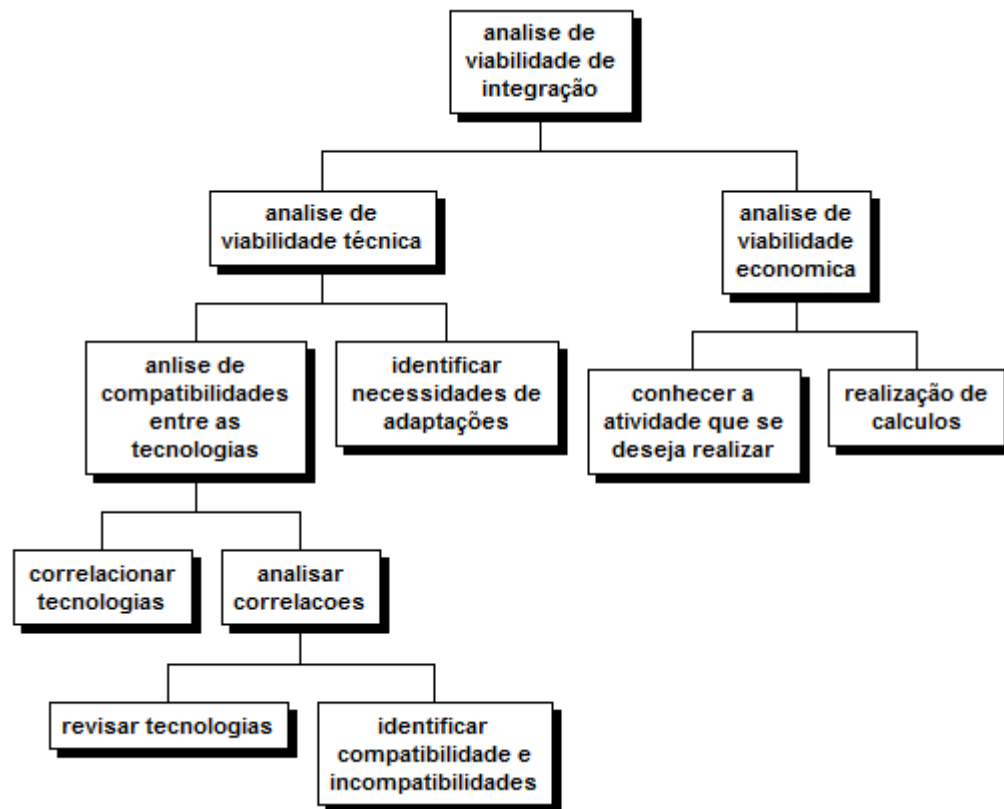 analise de
viabilidade de
integração
analise de
viabilidade técnica
analise de
viabilidade
economica
anlise de
compatibilidades
entre as
tecnologias
identificar
necessidades de
adaptações
conhecer a
atividade que se
deseja realizar
realização de
calculos
correlacionar
tecnologias
analisar
correlacoes
revisar tecnologias
identificar
compatibilidade e
incompatibilidades